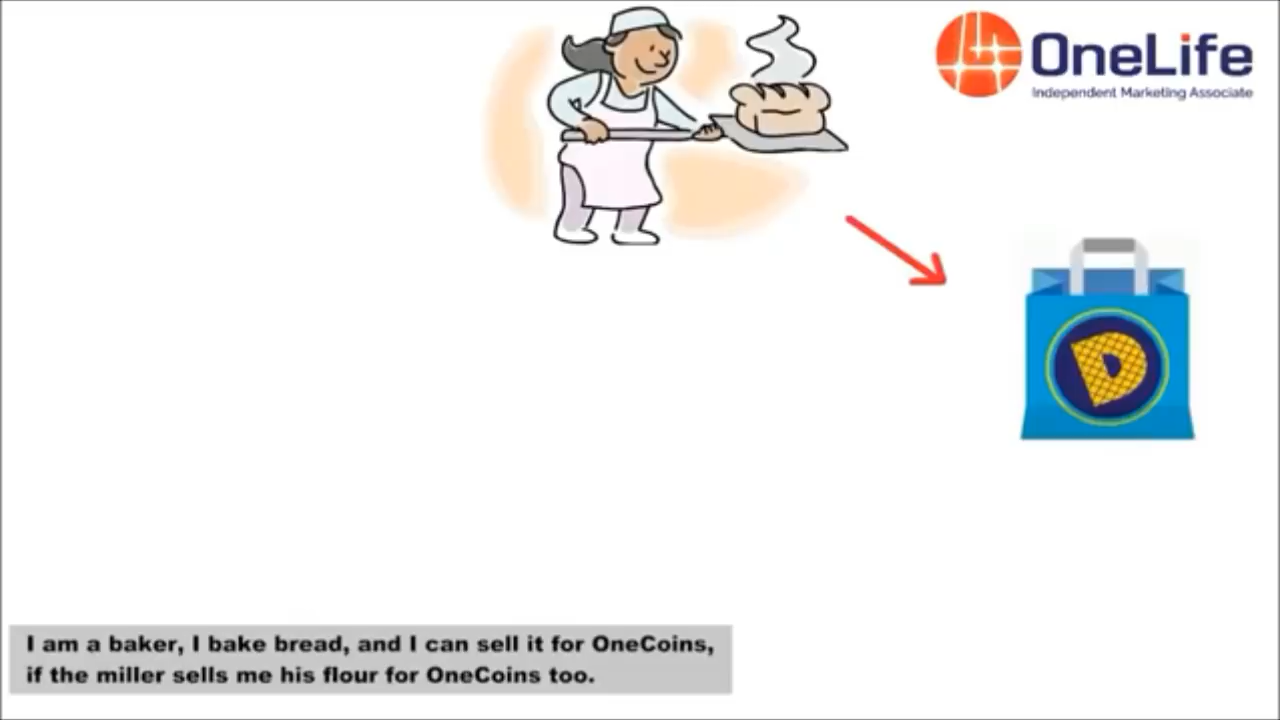 OneLife
Independent Marketing Associate
D
I am a baker, I bake bread, and I can sell it for OneCoins,
if the miller sells me his flour for OneCoins too.